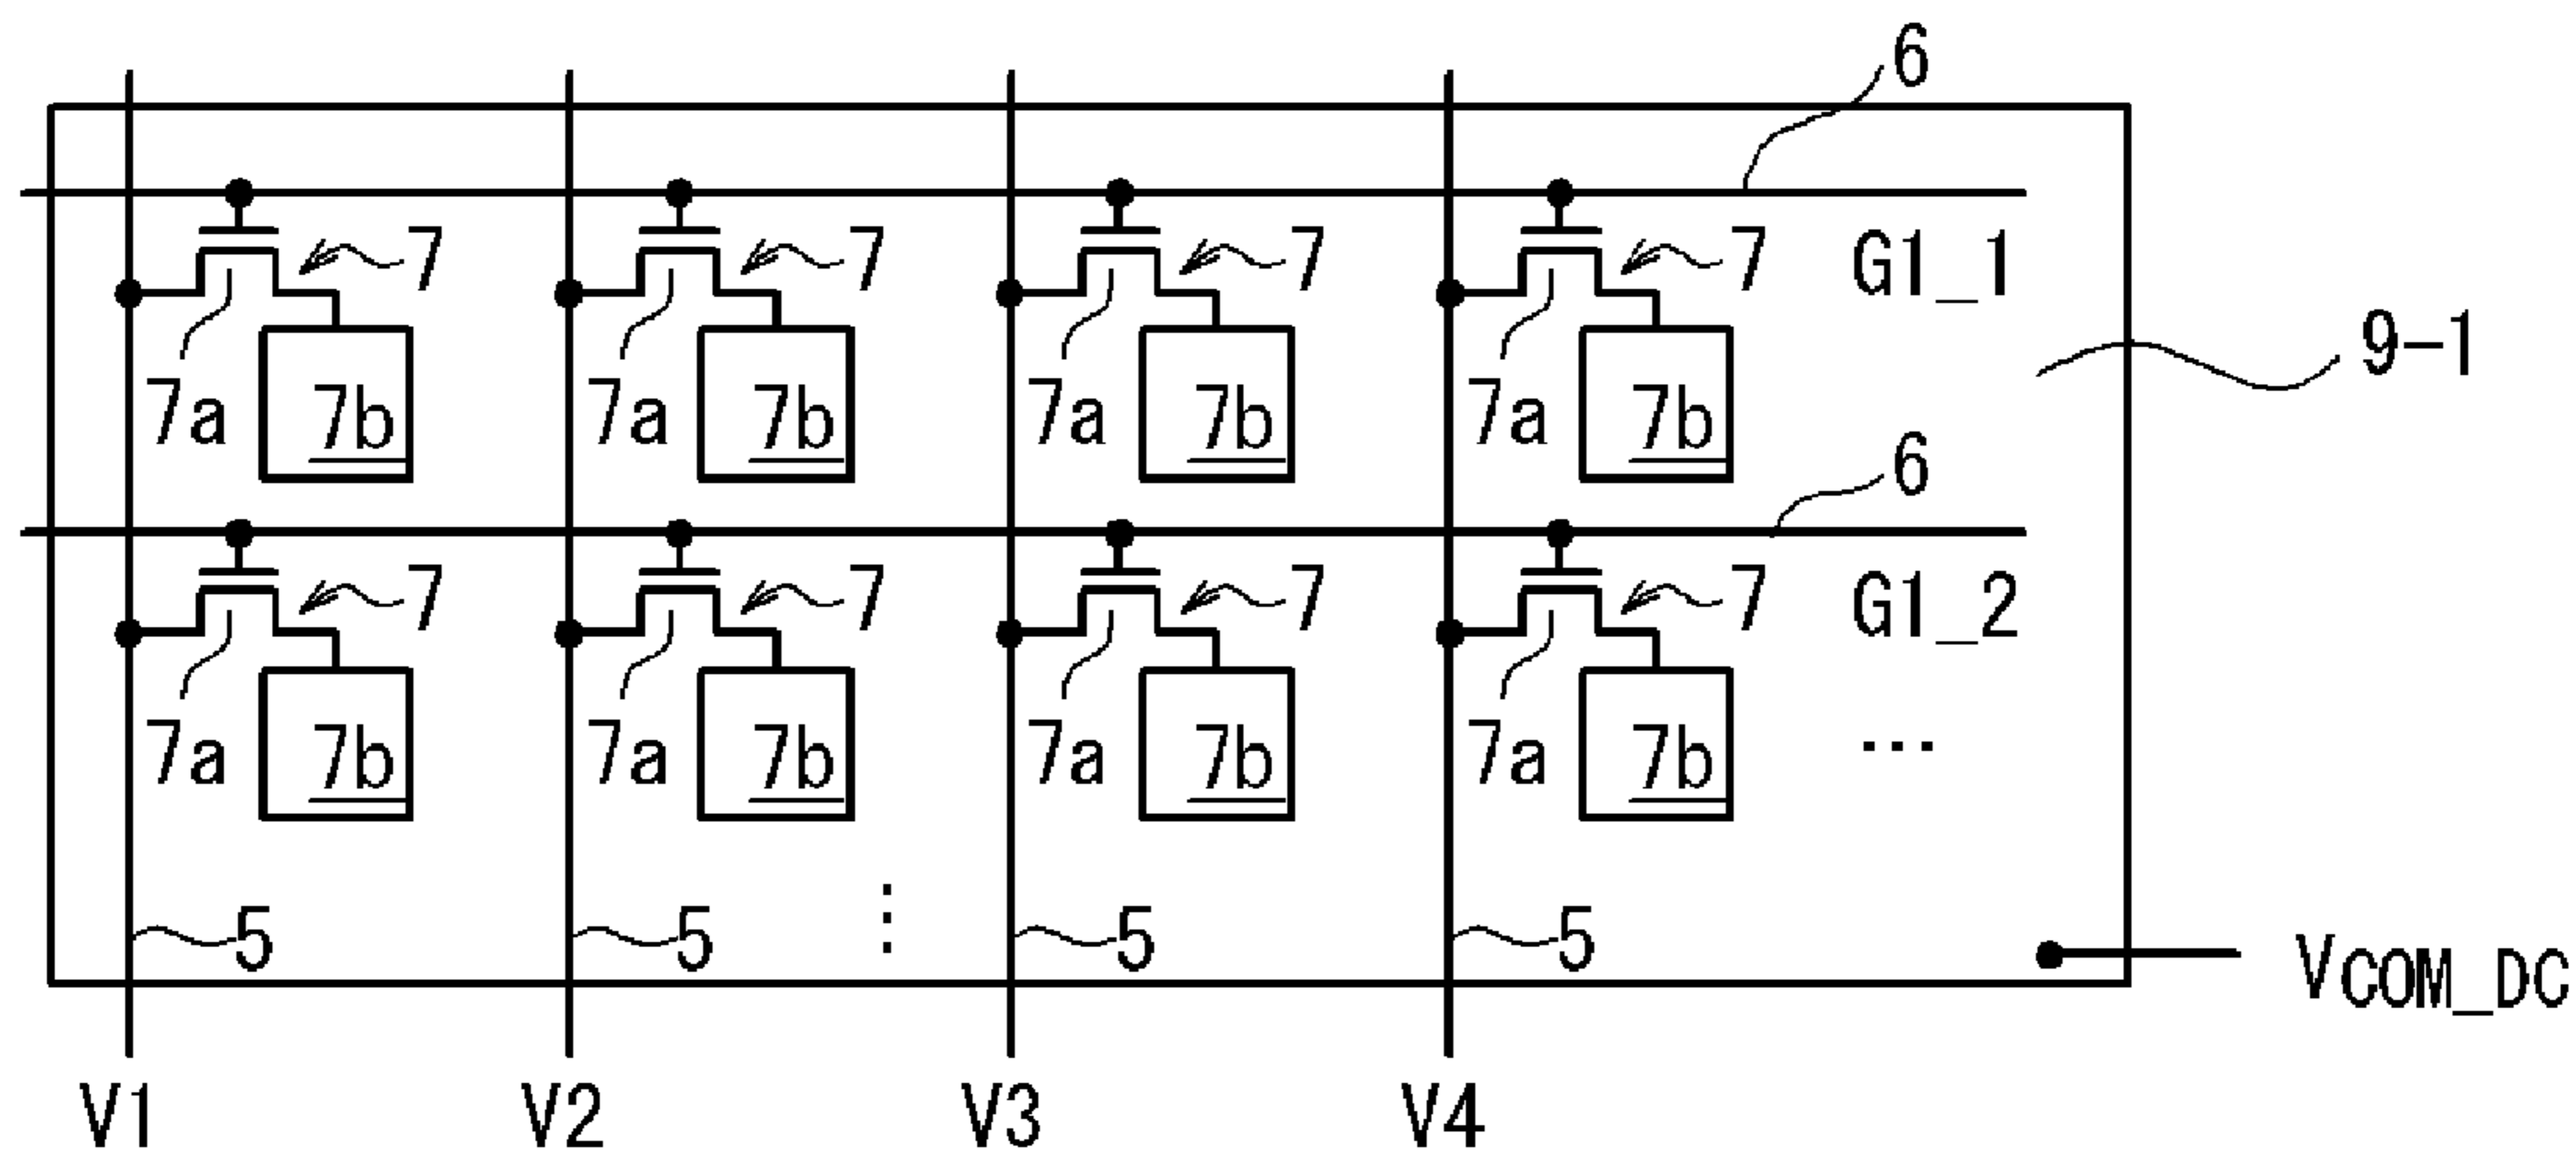 6
7 7 7 7 G1_1
9-1
7a 7b 7a 7b 7a 7b 7a 7b
6
7 7 7 7 G1_2
7a 7b 7a 7b 7a 7b 7a 7b ...
⋮
5 5 5 5
VCOM_DC
V1 V2 V3 V4